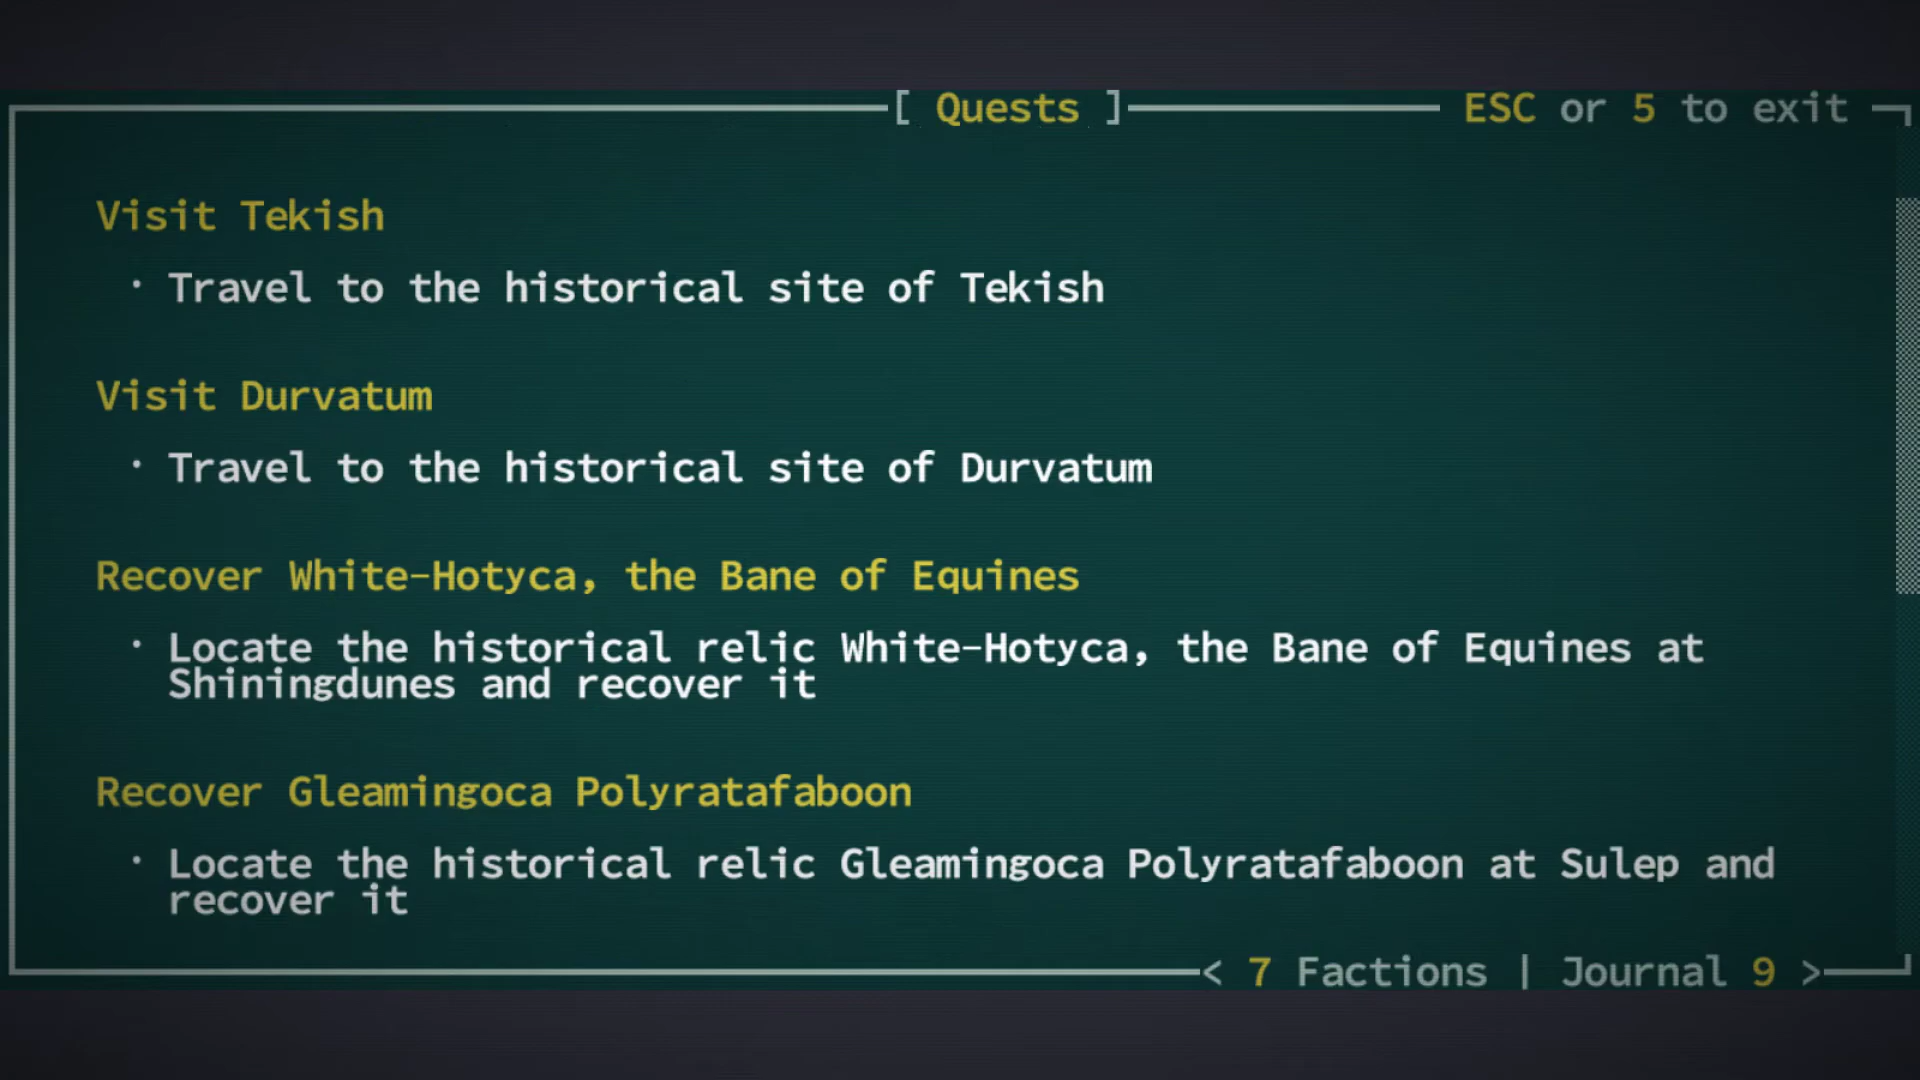 [ Quests ] ESC or 5 to exit
Visit Tekish
· Travel to the historical site of Tekish
Visit Durvatum
· Travel to the historical site of Durvatum
Recover White-Hotyca, the Bane of Equines
· Locate the historical relic White-Hotyca, the Bane of Equines at
Shiningdunes and recover it
Recover Gleamingoca Polyratafaboon
· Locate the historical relic Gleamingoca Polyratafaboon at Sulep and
recover it
< 7 Factions | Journal 9 >